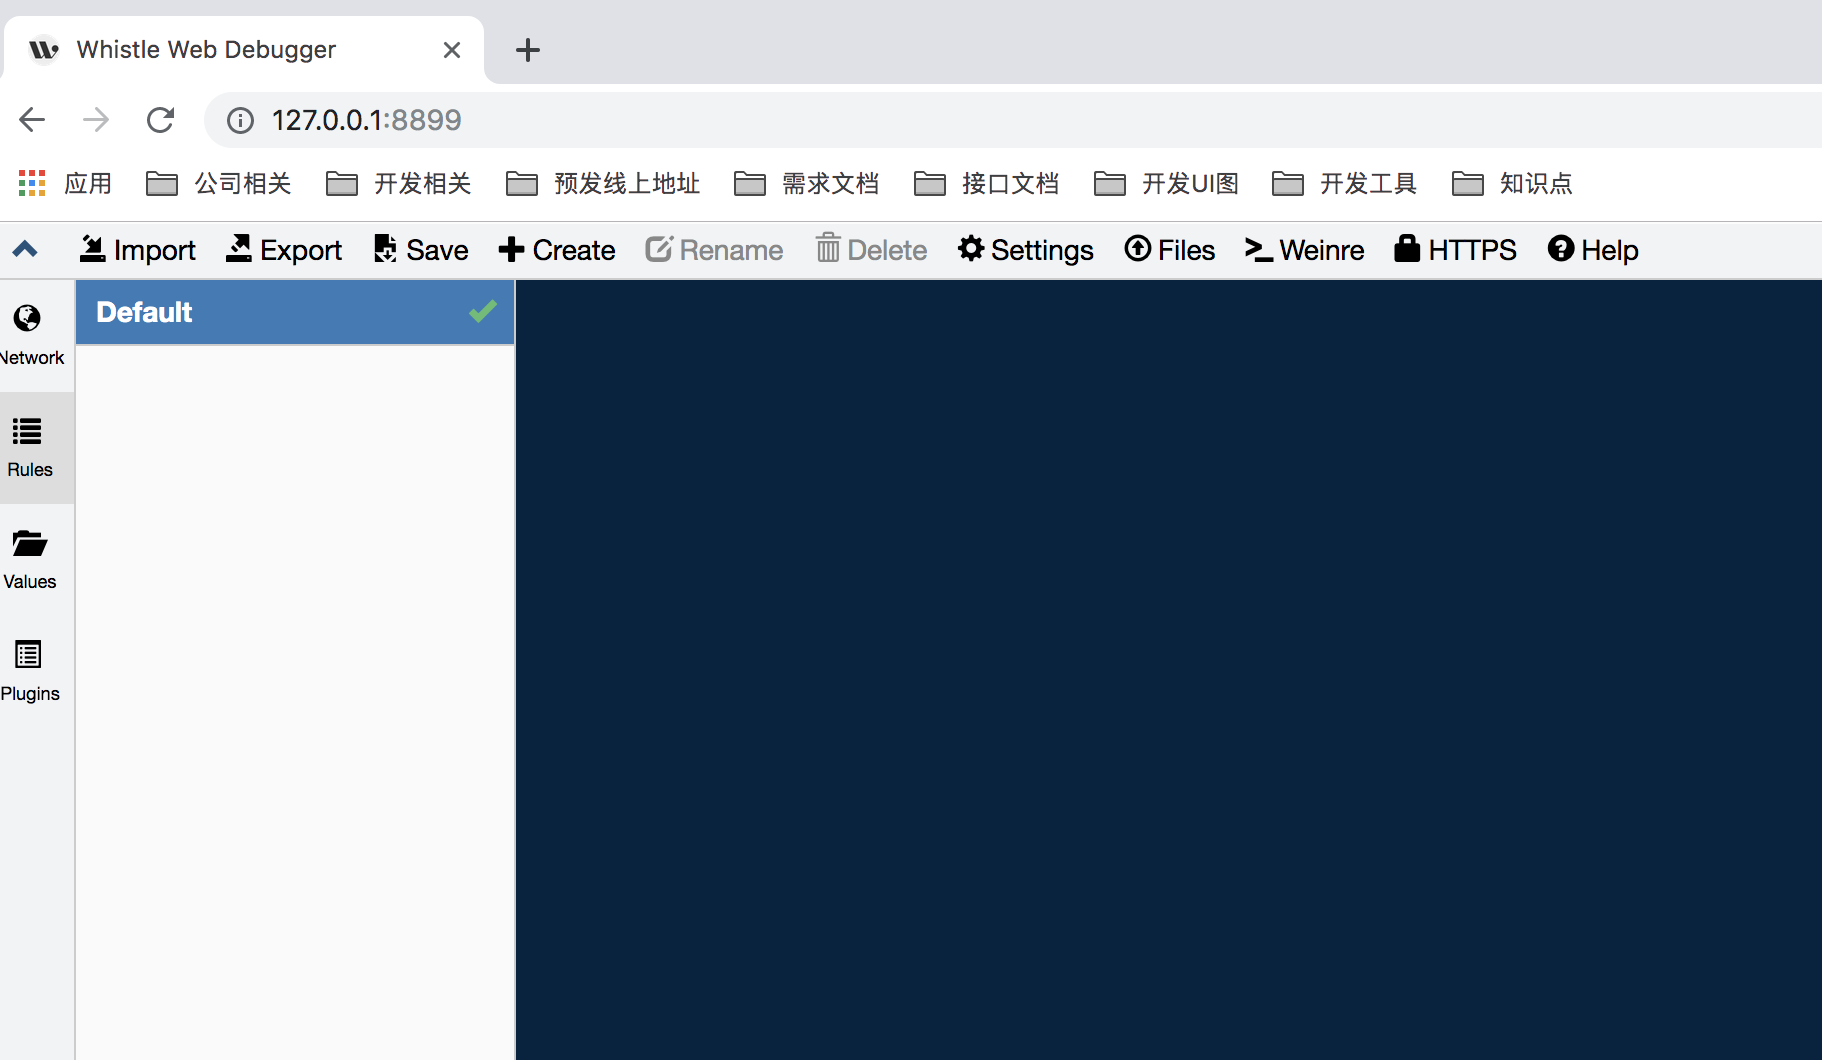 Whistle Web Debugger
127.0.0.1:8899
应用 公司相关 开发相关 预发线上地址 需求文档 接口文档 开发UI图 开发工具 知识点
Import Export Save Create Rename Delete Settings Files Weinre HTTPS Help
Default
Network
Rules
Values
Plugins